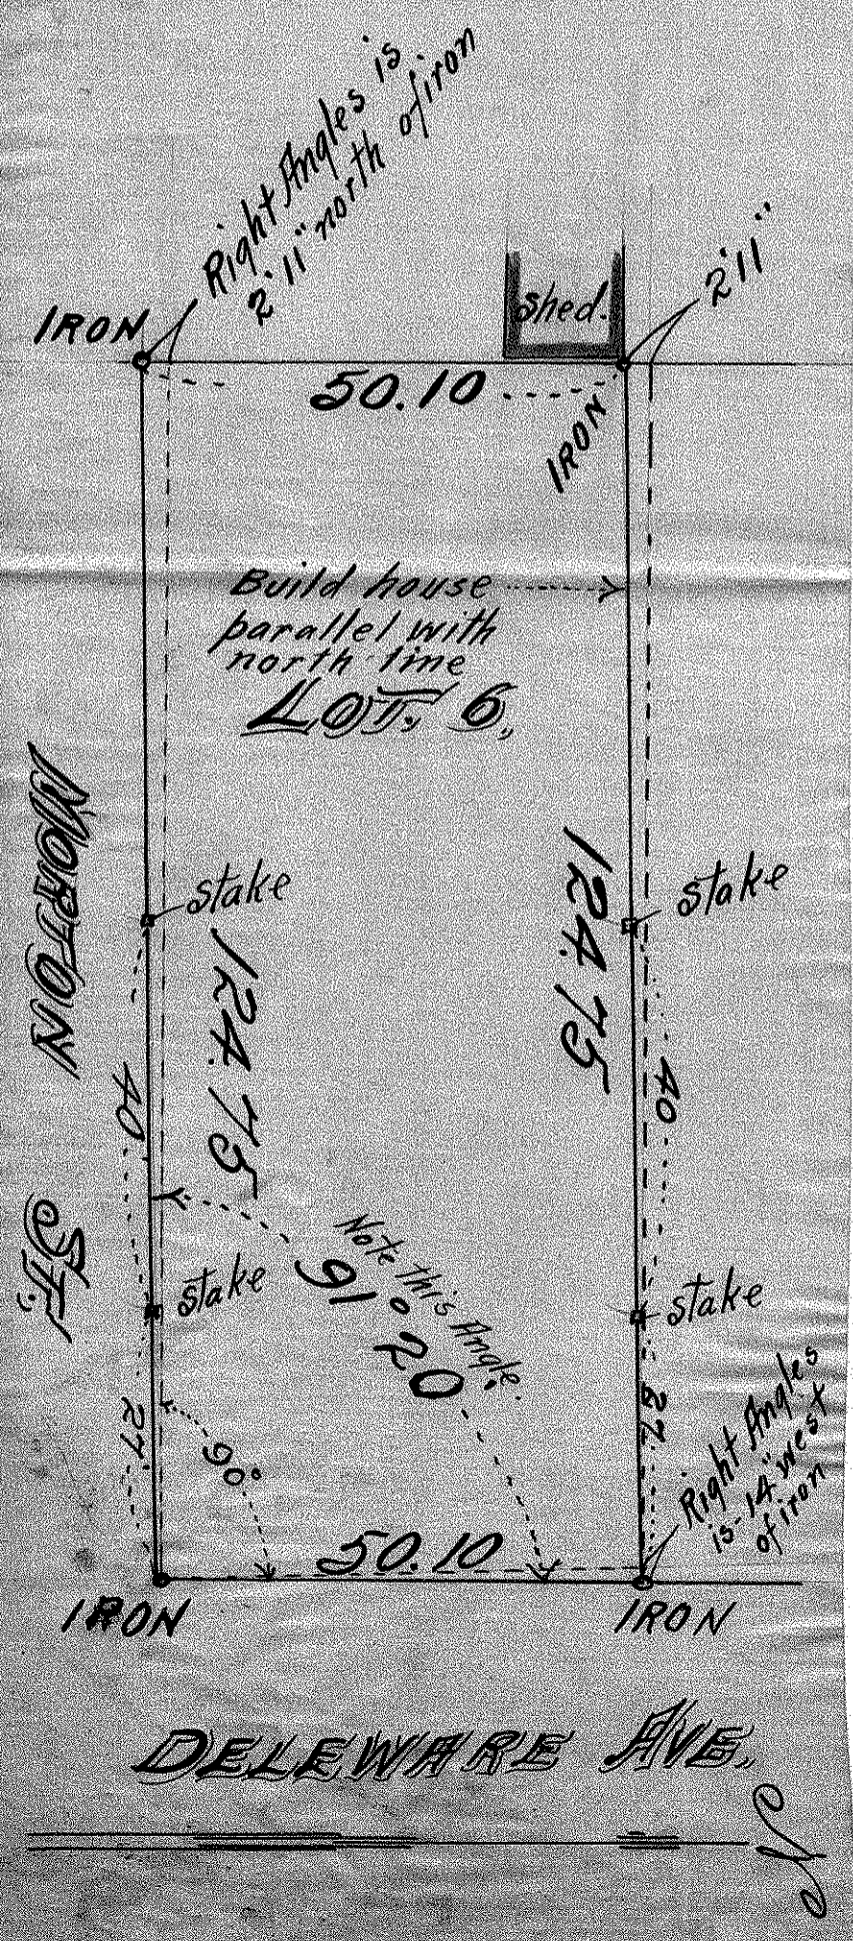 Right Angles is
2'11" north of iron
2'11"
IRON
shed.
50.10
IRON
Build house
parallel with
north line
LOT. 6,
MORTON ST.
stake
stake
124.75
124.75
40
40
Note this Angle.
91°20
stake
stake
27
27
90°
Right Angles
is 14" west
of iron
50.10
IRON
IRON
DELEWARE AVE.
N